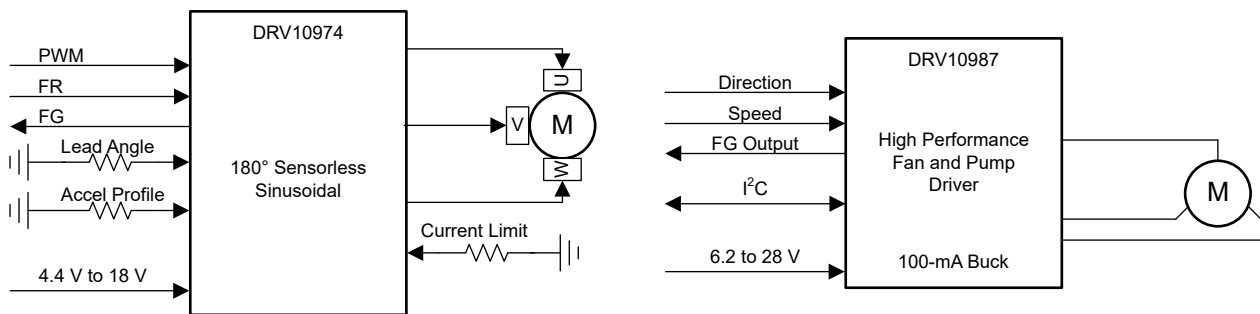 DRV10974
PWM
FR
FG
Lead Angle
Accel Profile
4.4 V to 18 V
180° Sensorless
Sinusoidal
U
V
M
W
Current Limit
DRV10987
Direction
Speed
FG Output
I²C
6.2 to 28 V
High Performance
Fan and Pump
Driver
100-mA Buck
M